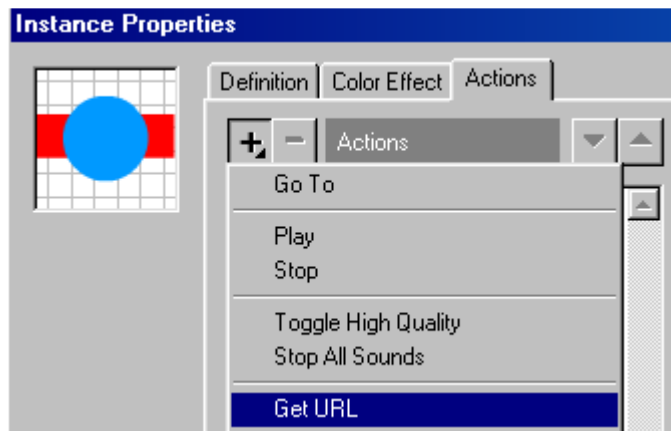 Instance Properties
Definition Color Effect Actions
+ − Actions
Go To
Play
Stop
Toggle High Quality
Stop All Sounds
Get URL